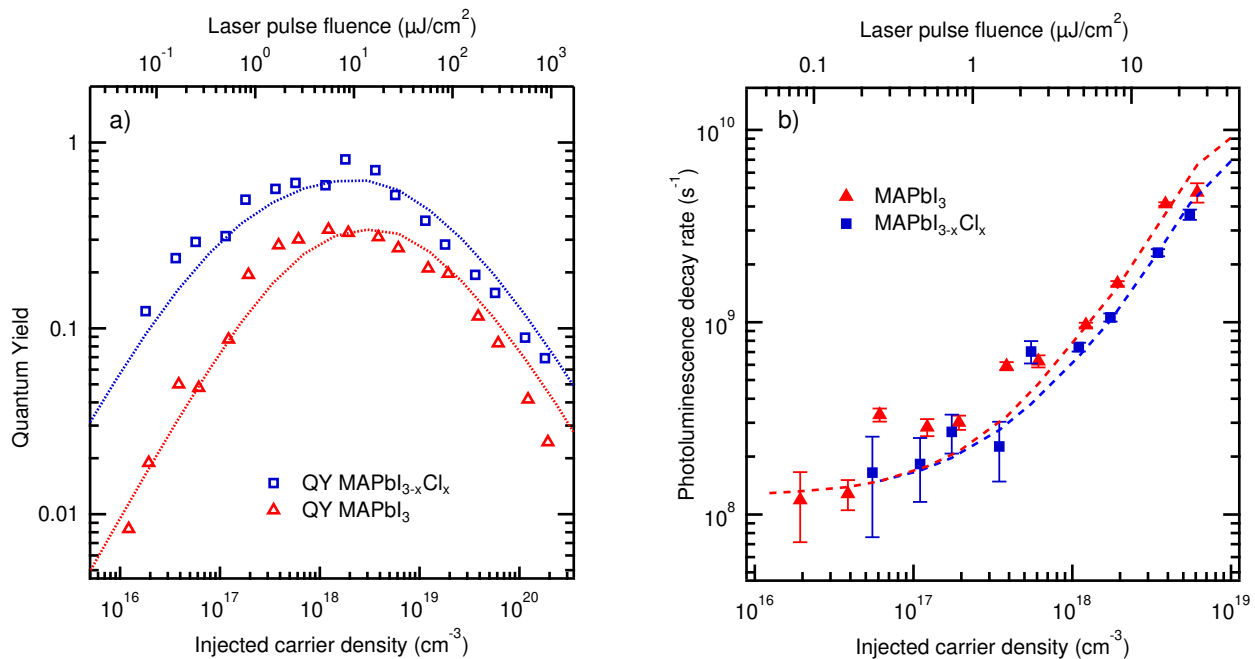 Laser pulse fluence (µJ/cm²)
10⁻¹ 10⁰ 10¹ 10² 10³
a)
1
0.1
0.01
Quantum Yield
QY MAPbI₃₋ₓClₓ
QY MAPbI₃
10¹⁶ 10¹⁷ 10¹⁸ 10¹⁹ 10²⁰
Injected carrier density (cm⁻³)
Laser pulse fluence (µJ/cm²)
0.1 1 10
b)
10¹⁰
10⁹
10⁸
Photoluminescence decay rate (s⁻¹)
MAPbI₃
MAPbI₃₋ₓClₓ
10¹⁶ 10¹⁷ 10¹⁸ 10¹⁹
Injected carrier density (cm⁻³)